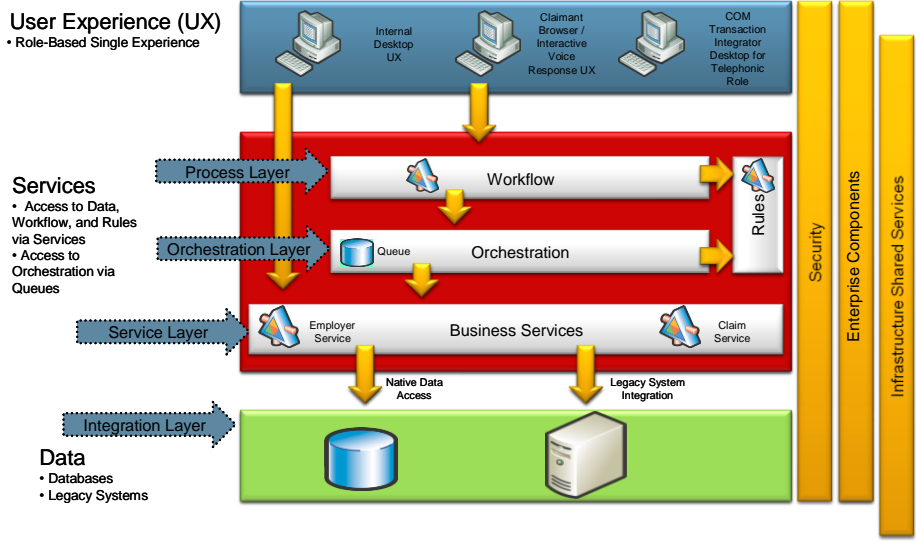 User Experience (UX)
• Role-Based Single Experience
Internal
Desktop
UX
Claimant
Browser /
Interactive
Voice
Response UX
COM
Transaction
Integrator
Desktop for
Telephonic
Role
Services
• Access to Data,
Workflow, and Rules
via Services
• Access to
Orchestration via
Queues
Process Layer
Workflow
Rules
Orchestration Layer
Queue
Orchestration
Service Layer
Employer
Service
Business Services
Claim
Service
Native Data
Access
Legacy System
Integration
Integration Layer
Data
• Databases
• Legacy Systems
Security
Enterprise Components
Infrastructure Shared Services